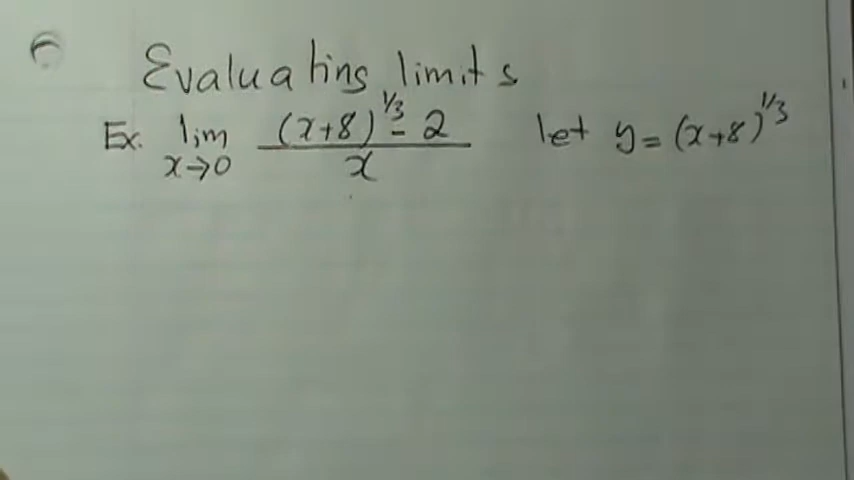 Evaluating limits
Ex. lim (x+8)^1/3 - 2 let y = (x+8)^1/3
x→0 x